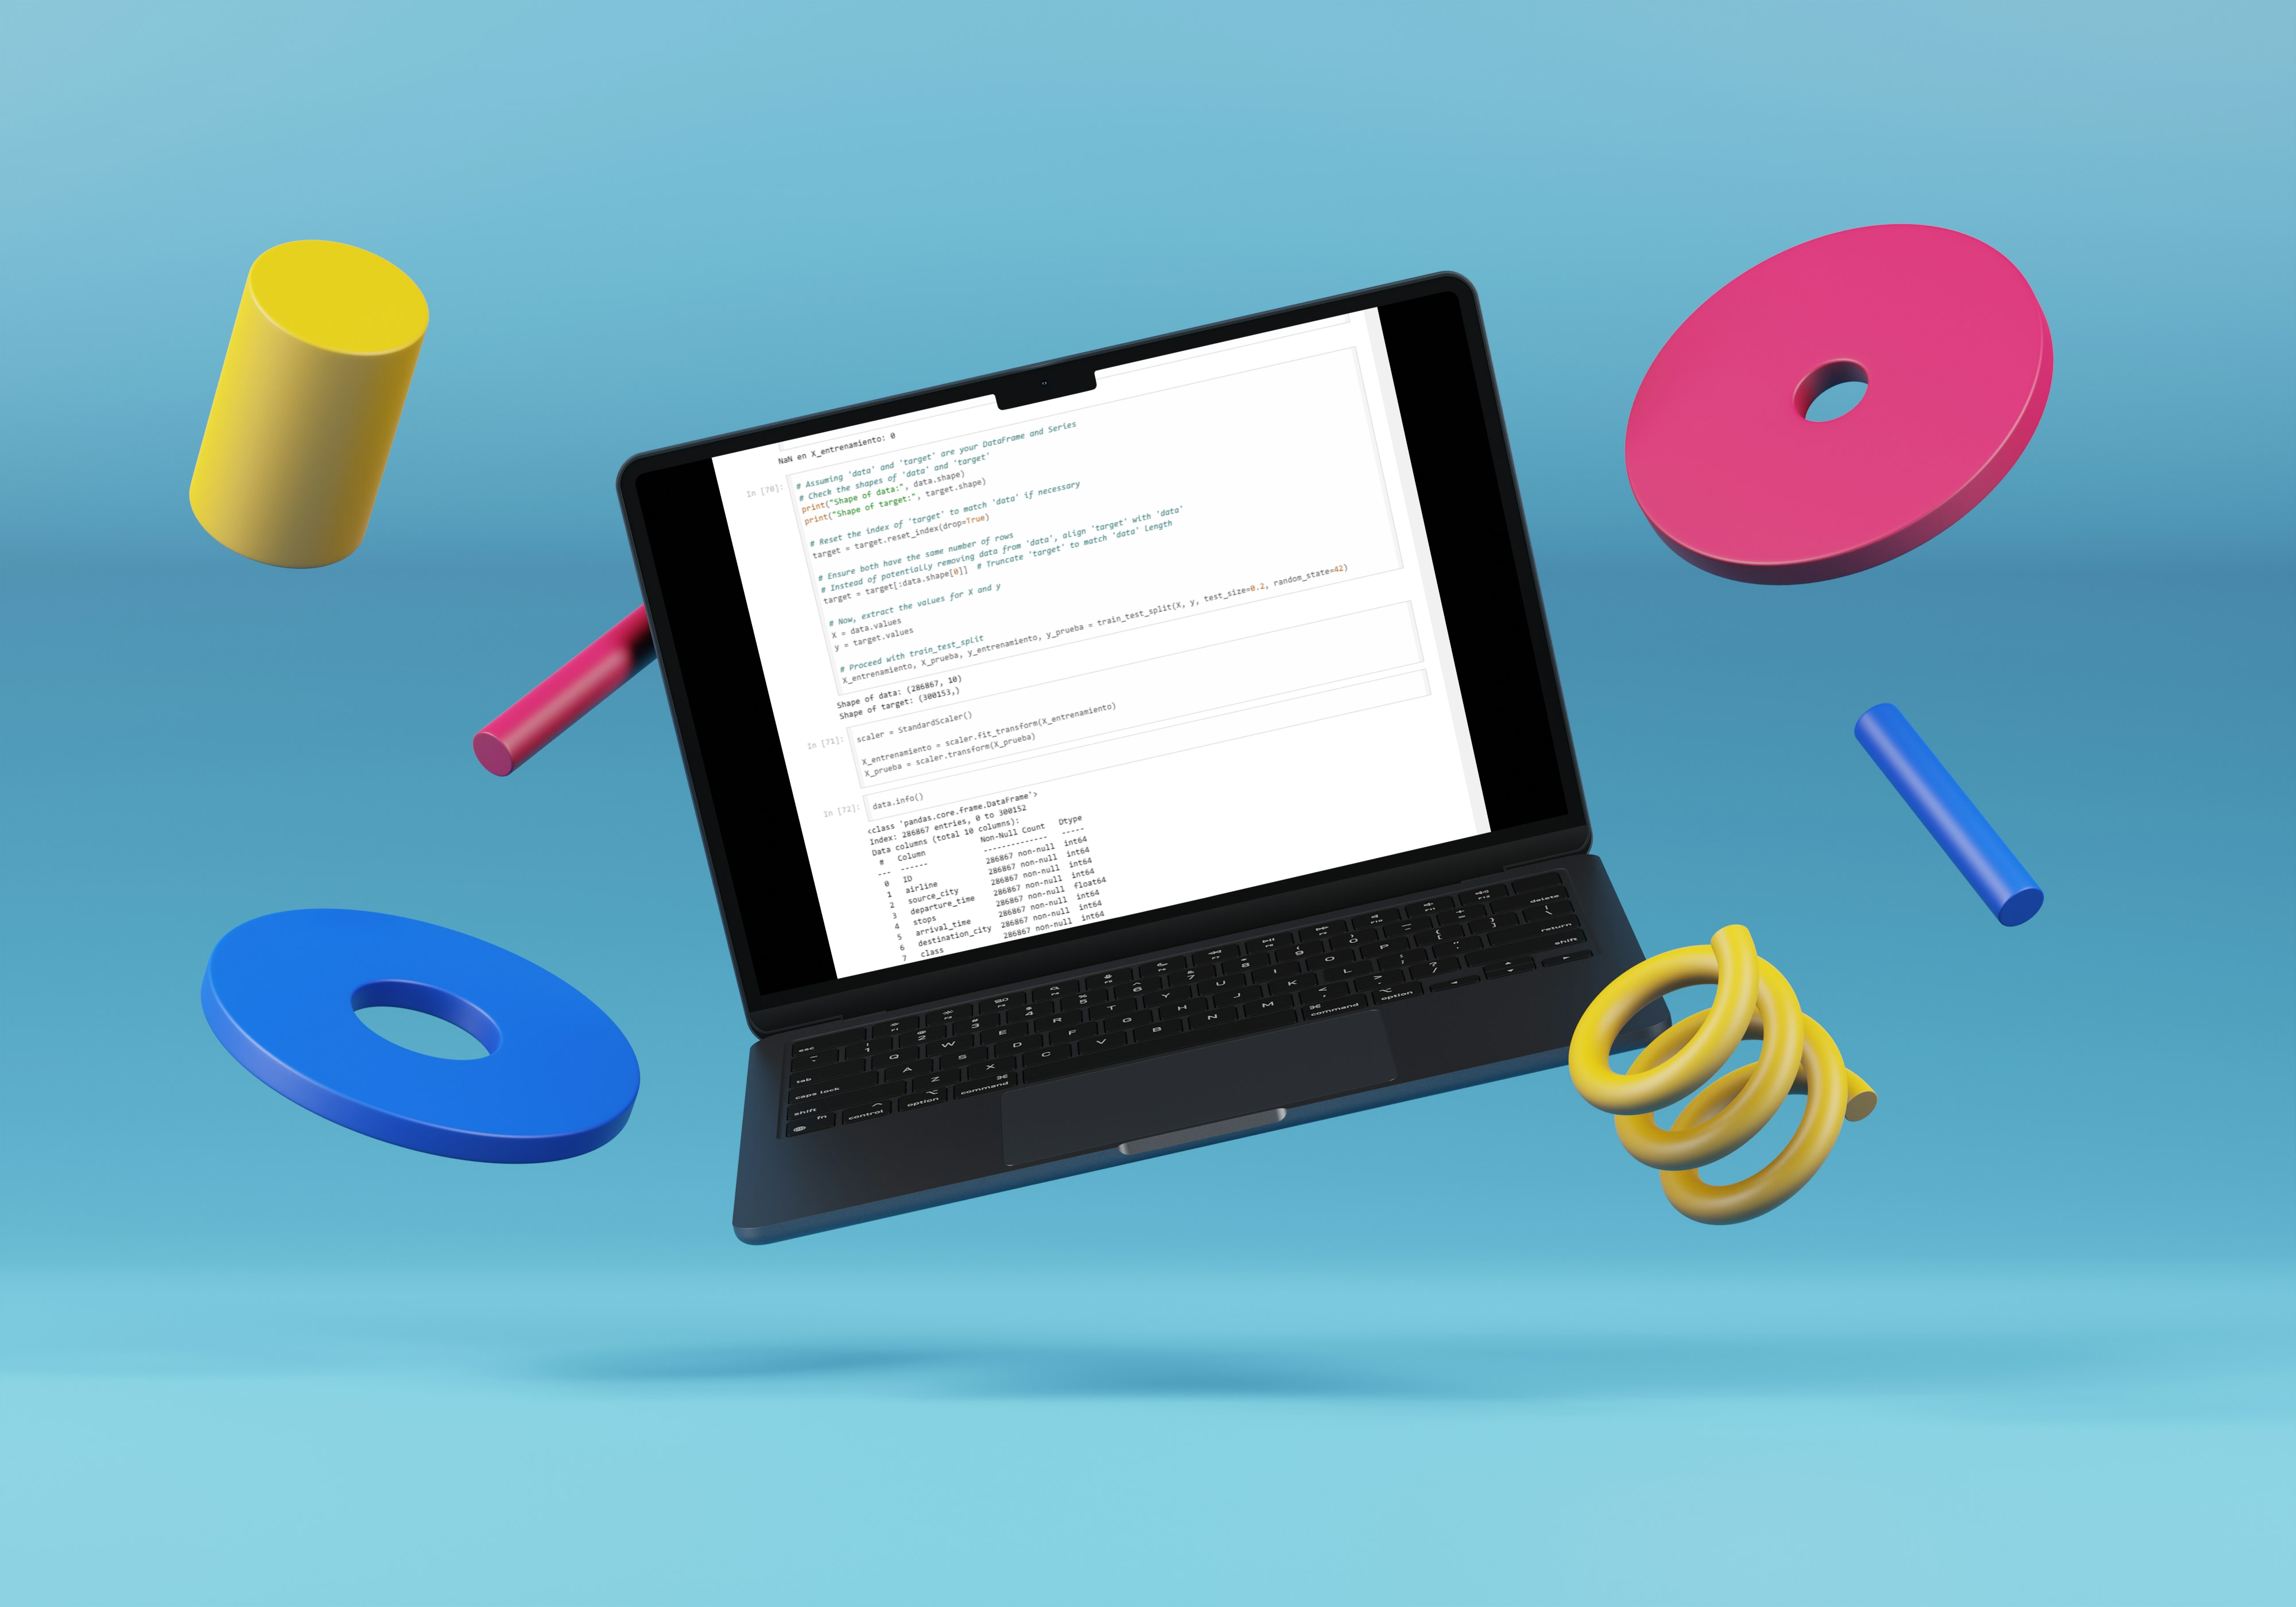 NaN en X_entrenamiento: 0
In [70]:
# Assuming 'data' and 'target' are your DataFrame and Series
# Check the shapes of 'data' and 'target'
print("Shape of data:", data.shape)
print("Shape of target:", target.shape)
# Reset the index of 'target' to match 'data' if necessary
target = target.reset_index(drop=True)
# Ensure both have the same number of rows
# Instead of potentially removing data from 'data', align 'target' with 'data'
target = target[:data.shape[0]]  # Truncate 'target' to match 'data' length
# Now, extract the values for X and y
X = data.values
y = target.values
# Proceed with train_test_split
X_entrenamiento, X_prueba, y_entrenamiento, y_prueba = train_test_split(X, y, test_size=0.2, random_state=42)
Shape of data: (286867, 10)
Shape of target: (300153,)
In [71]:
scaler = StandardScaler()
X_entrenamiento = scaler.fit_transform(X_entrenamiento)
X_prueba = scaler.transform(X_prueba)
In [72]:
data.info()
<class 'pandas.core.frame.DataFrame'>
Index: 286867 entries, 0 to 300152
Data columns (total 10 columns):
# Column Non-Null Count Dtype
--- ------ -------------- -----
0 ID 286867 non-null int64
1 airline 286867 non-null int64
2 source_city 286867 non-null int64
3 departure_time 286867 non-null int64
4 stops 286867 non-null float64
5 arrival_time 286867 non-null int64
6 destination_city 286867 non-null int64
7 class 286867 non-null int64
esc
1 2 3 4 5 6 7 8 9 0 delete
tab Q W E R T Y U I O P
caps lock A S D F G H J K L return
shift Z X C V B N M shift
fn control option command command option